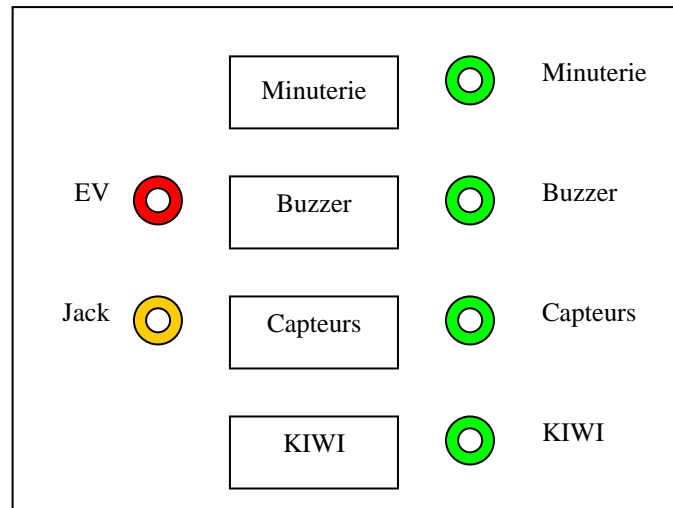 Minuterie
Minuterie
EV
Buzzer
Buzzer
Jack
Capteurs
Capteurs
KIWI
KIWI